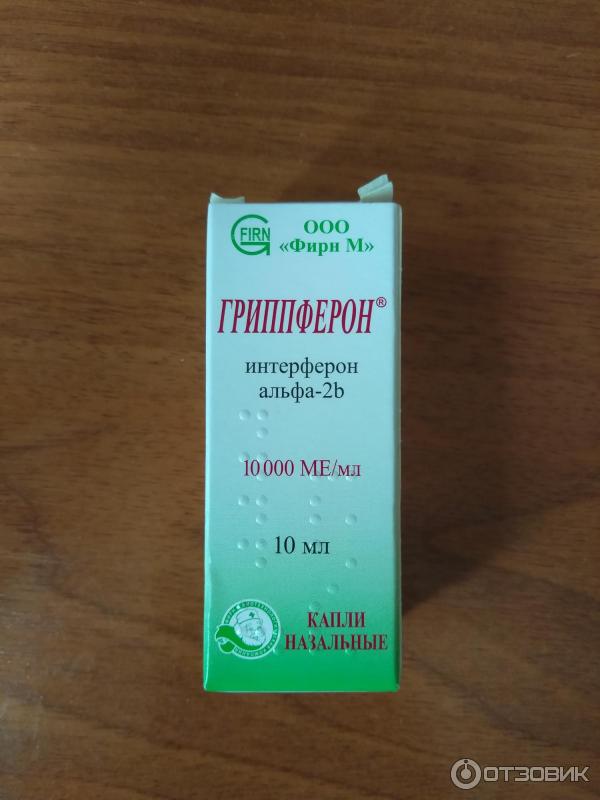 FIRN
ООО
«Фирн М»
ГРИППФЕРОН®
интерферон
альфа-2b
10 000 МЕ/мл
10 мл
КАПЛИ
НАЗАЛЬНЫЕ
ОТЗОВИК